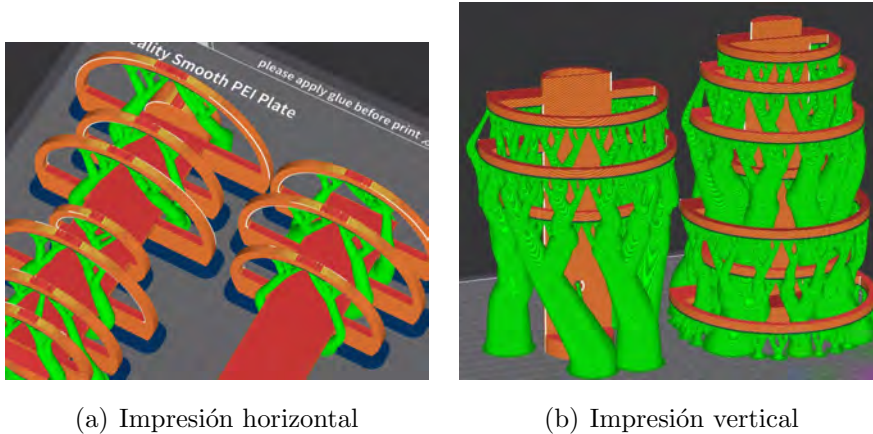 ality Smooth PEI Plate
please apply glue before print
(a) Impresión horizontal
(b) Impresión vertical